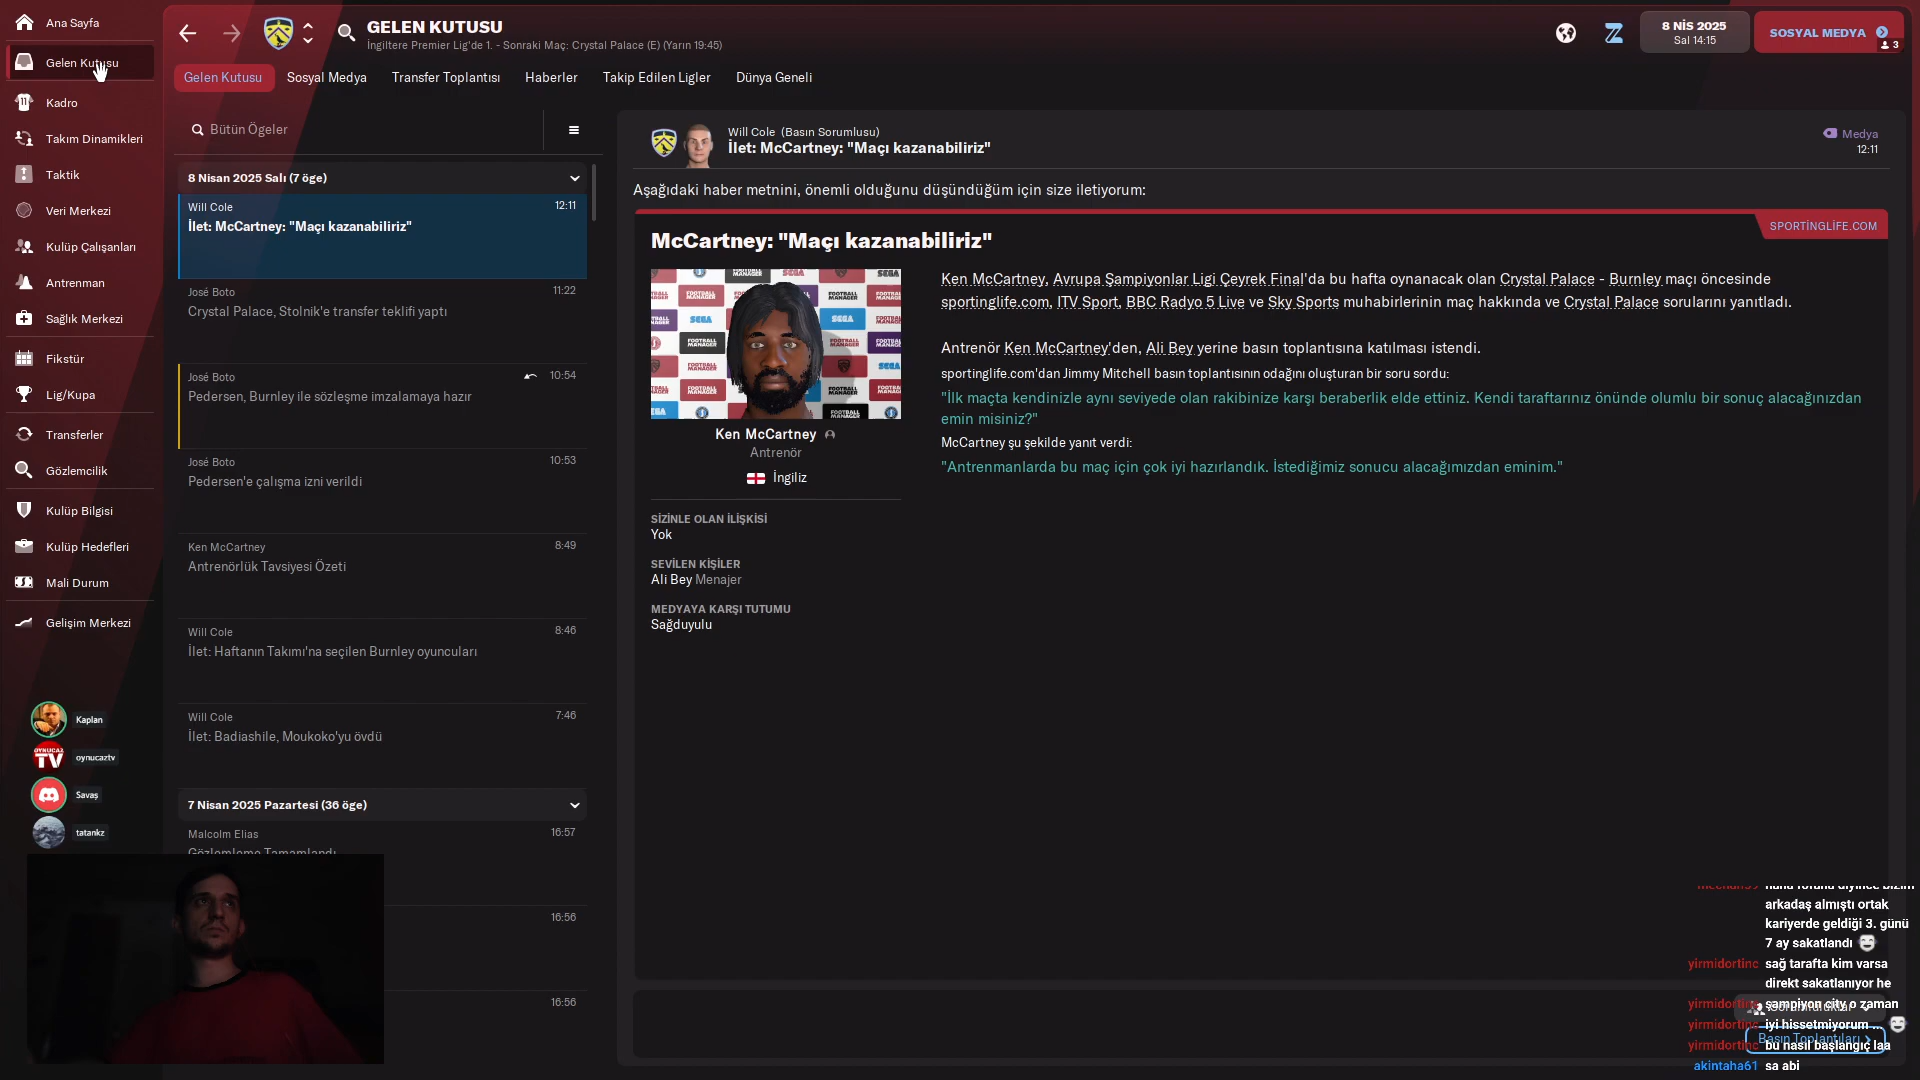 Ana Sayfa
Gelen Kutusu
Kadro
Takım Dinamikleri
Taktik
Veri Merkezi
Kulüp Çalışanları
Antrenman
Sağlık Merkezi
Fikstür
Lig/Kupa
Transferler
Gözlemcilik
Kulüp Bilgisi
Kulüp Hedefleri
Mali Durum
Gelişim Merkezi
Kaplan
OYNUCAZ TV oynucaztv
Savaş
tatankz
GELEN KUTUSU
İngiltere Premier Lig'de 1. - Sonraki Maç: Crystal Palace (E) (Yarın 19:45)
8 NİS 2025
Sal 14:15
SOSYAL MEDYA
3
Gelen Kutusu Sosyal Medya Transfer Toplantısı Haberler Takip Edilen Ligler Dünya Geneli
Bütün Ögeler
8 Nisan 2025 Salı (7 öge)
Will Cole 12:11
İlet: McCartney: "Maçı kazanabiliriz"
José Boto 11:22
Crystal Palace, Stolnik'e transfer teklifi yaptı
José Boto 10:54
Pedersen, Burnley ile sözleşme imzalamaya hazır
José Boto 10:53
Pedersen'e çalışma izni verildi
Ken McCartney 8:49
Antrenörlük Tavsiyesi Özeti
Will Cole 8:46
İlet: Haftanın Takımı'na seçilen Burnley oyuncuları
Will Cole 7:46
İlet: Badiashile, Moukoko'yu övdü
7 Nisan 2025 Pazartesi (36 öge)
Malcolm Elias 16:57
Gözlemleme Tamamlandı
16:56
16:56
Will Cole (Basın Sorumlusu)
İlet: McCartney: "Maçı kazanabiliriz"
Medya
12:11
Aşağıdaki haber metnini, önemli olduğunu düşündüğüm için size iletiyorum:
SPORTİNGLİFE.COM
McCartney: "Maçı kazanabiliriz"
Ken McCartney
Antrenör
İngiliz
SİZİNLE OLAN İLİŞKİSİ
Yok
SEVİLEN KİŞİLER
Ali Bey Menajer
MEDYAYA KARŞI TUTUMU
Sağduyulu
Ken McCartney, Avrupa Şampiyonlar Ligi Çeyrek Final'da bu hafta oynanacak olan Crystal Palace - Burnley maçı öncesinde
sportinglife.com, ITV Sport, BBC Radyo 5 Live ve Sky Sports muhabirlerinin maç hakkında ve Crystal Palace sorularını yanıtladı.
Antrenör Ken McCartney'den, Ali Bey yerine basın toplantısına katılması istendi.
sportinglife.com'dan Jimmy Mitchell basın toplantısının odağını oluşturan bir soru sordu:
"İlk maçta kendinizle aynı seviyede olan rakibinize karşı beraberlik elde ettiniz. Kendi taraftarınız önünde olumlu bir sonuç alacağınızdan
emin misiniz?"
McCartney şu şekilde yanıt verdi:
"Antrenmanlarda bu maç için çok iyi hazırlandık. İstediğimiz sonucu alacağımızdan eminim."
arkadaş almıştı ortak
kariyerde geldiği 3. günü
7 ay sakatlandı
yirmidortinc sağ tarafta kim varsa
direkt sakatlanıyor he
yirmidortinc şampiyon city o zaman
yirmidortinc iyi hissetmiyorum ...
Basın Toplantıları
yirmidortinc bu nasıl başlangıç laa
akintaha61 sa abi